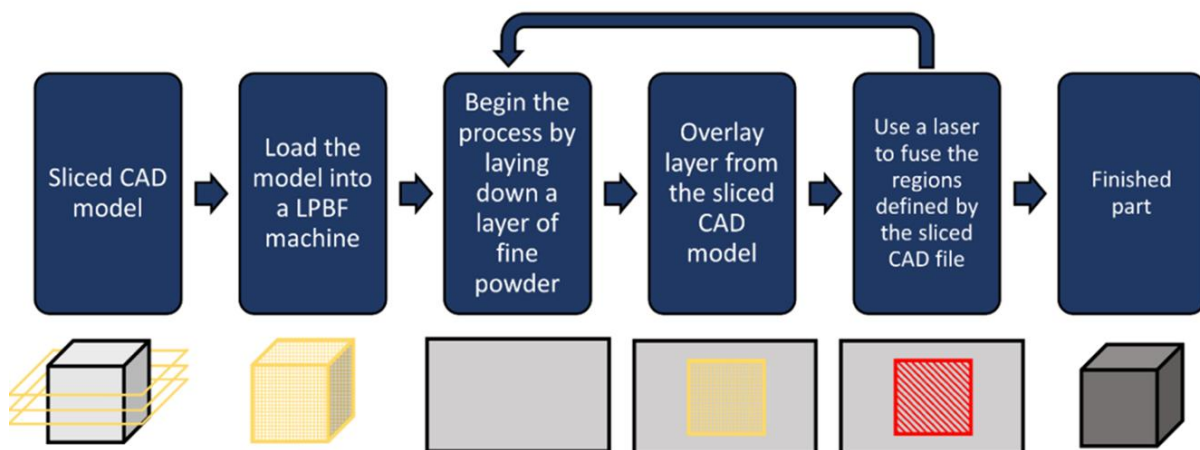 Sliced CAD
model
Load the
model into
a LPBF
machine
Begin the
process by
laying
down a
layer of
fine
powder
Overlay
layer from
the sliced
CAD
model
Use a laser
to fuse the
regions
defined by
the sliced
CAD file
Finished
part